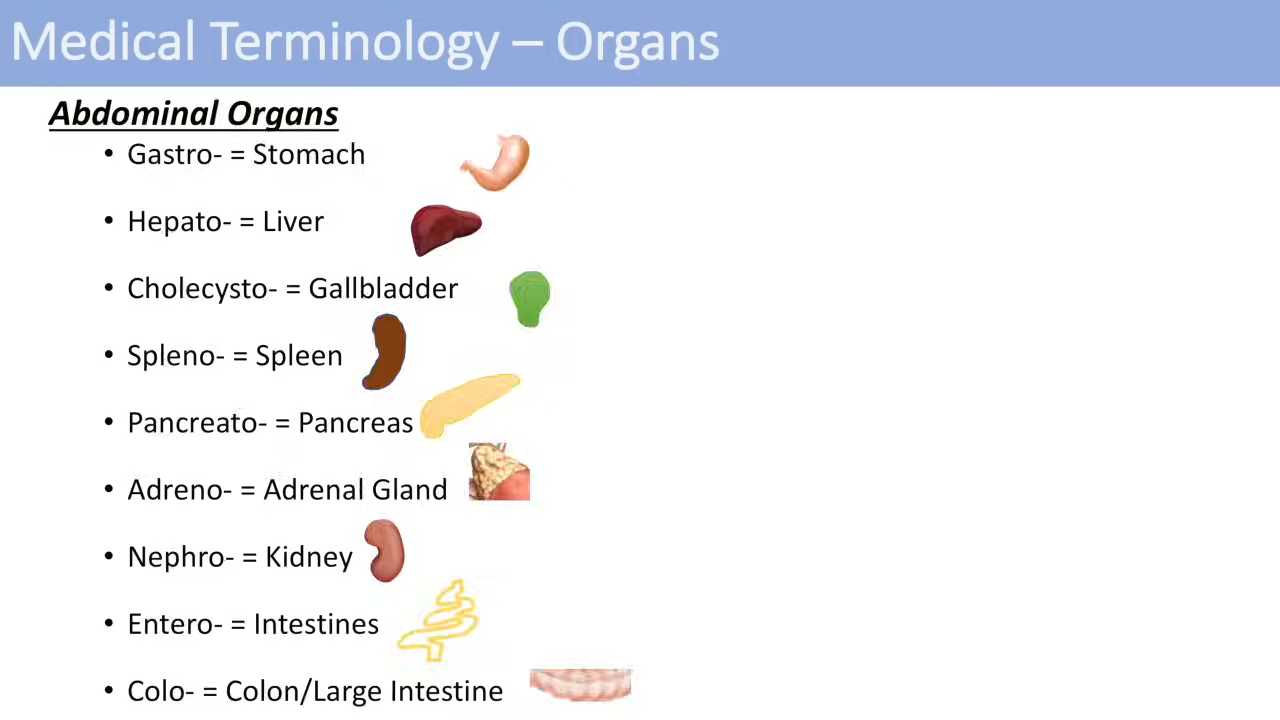 Medical Terminology – Organs
Abdominal Organs
• Gastro- = Stomach
• Hepato- = Liver
• Cholecysto- = Gallbladder
• Spleno- = Spleen
• Pancreato- = Pancreas
• Adreno- = Adrenal Gland
• Nephro- = Kidney
• Entero- = Intestines
• Colo- = Colon/Large Intestine